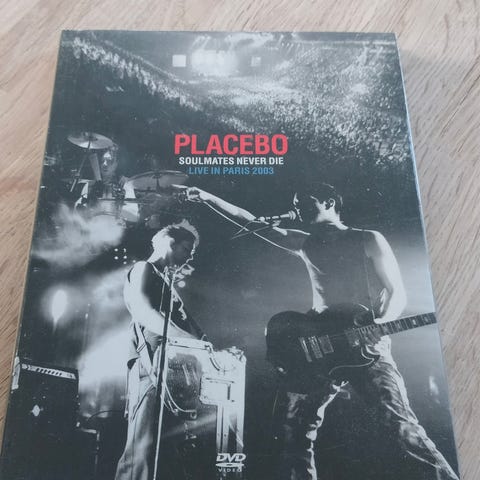 PLACEBO
SOULMATES NEVER DIE
LIVE IN PARIS 2003
DVD
VIDEO